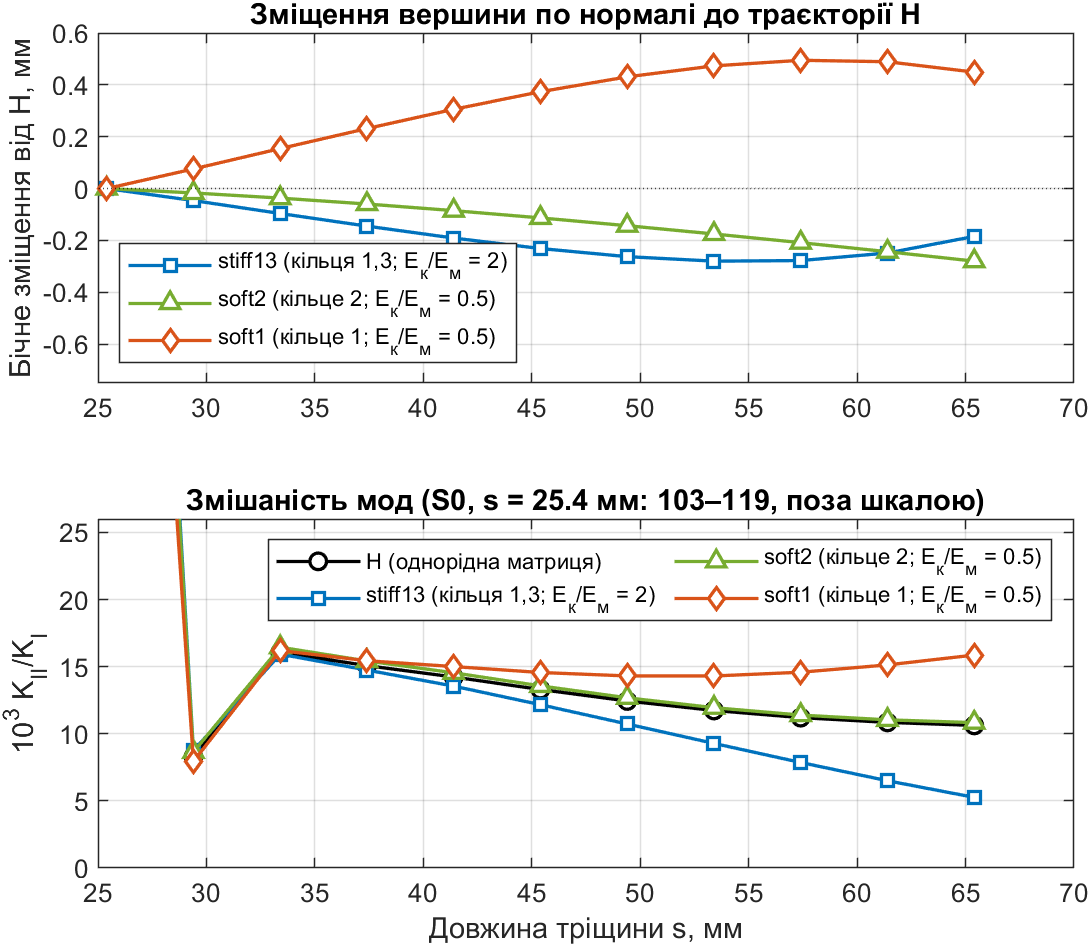 Зміщення вершини по нормалі до траєкторії H
Бічне зміщення від H, мм
0.6
0.4
0.2
0
-0.2
-0.4
-0.6
stiff13 (кільця 1,3; Eк/Eм = 2)
soft2 (кільце 2; Eк/Eм = 0.5)
soft1 (кільце 1; Eк/Eм = 0.5)
25 30 35 40 45 50 55 60 65 70
Змішаність мод (S0, s = 25.4 мм: 103–119, поза шкалою)
10³ KII/KI
25
20
15
10
5
0
H (однорідна матриця)
stiff13 (кільця 1,3; Eк/Eм = 2)
soft2 (кільце 2; Eк/Eм = 0.5)
soft1 (кільце 1; Eк/Eм = 0.5)
25 30 35 40 45 50 55 60 65 70
Довжина тріщини s, мм